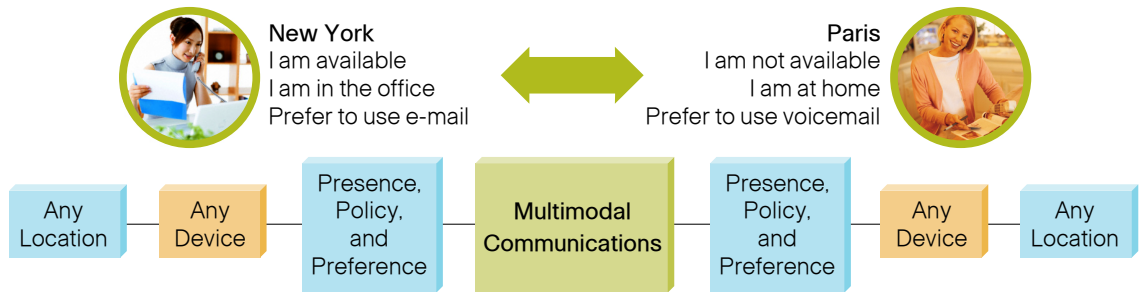 New York
I am available
I am in the office
Prefer to use e-mail
Paris
I am not available
I am at home
Prefer to use voicemail
Any
Location
Any
Device
Presence,
Policy,
and
Preference
Multimodal
Communications
Presence,
Policy,
and
Preference
Any
Device
Any
Location